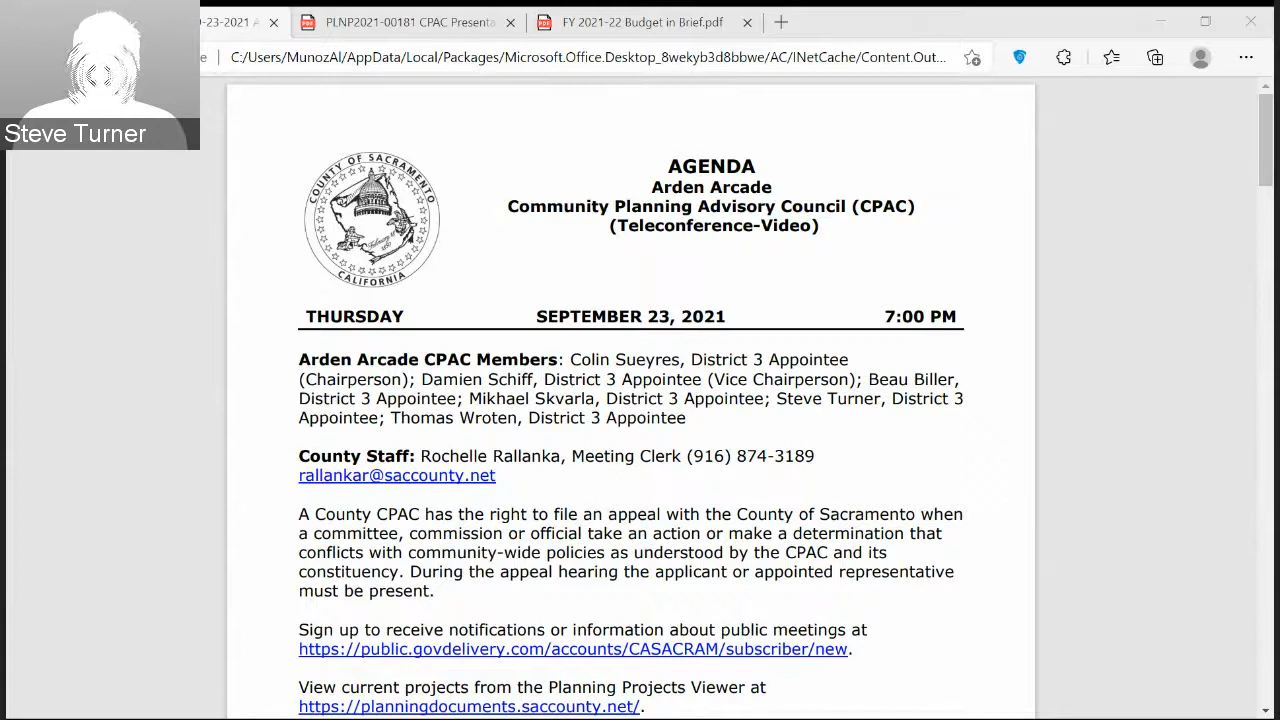 0-23-2021 A
PLNP2021-00181 CPAC Presenta
FY 2021-22 Budget in Brief.pdf
C:/Users/MunozAl/AppData/Local/Packages/Microsoft.Office.Desktop_8wekyb3d8bbwe/AC/INetCache/Content.Out...
Steve Turner
COUNTY OF SACRAMENTO
CALIFORNIA
AGENDA
Arden Arcade
Community Planning Advisory Council (CPAC)
(Teleconference-Video)
THURSDAY SEPTEMBER 23, 2021 7:00 PM
Arden Arcade CPAC Members: Colin Sueyres, District 3 Appointee
(Chairperson); Damien Schiff, District 3 Appointee (Vice Chairperson); Beau Biller,
District 3 Appointee; Mikhael Skvarla, District 3 Appointee; Steve Turner, District 3
Appointee; Thomas Wroten, District 3 Appointee
County Staff: Rochelle Rallanka, Meeting Clerk (916) 874-3189
rallankar@saccounty.net
A County CPAC has the right to file an appeal with the County of Sacramento when
a committee, commission or official take an action or make a determination that
conflicts with community-wide policies as understood by the CPAC and its
constituency. During the appeal hearing the applicant or appointed representative
must be present.
Sign up to receive notifications or information about public meetings at
https://public.govdelivery.com/accounts/CASACRAM/subscriber/new.
View current projects from the Planning Projects Viewer at
https://planningdocuments.saccounty.net/.